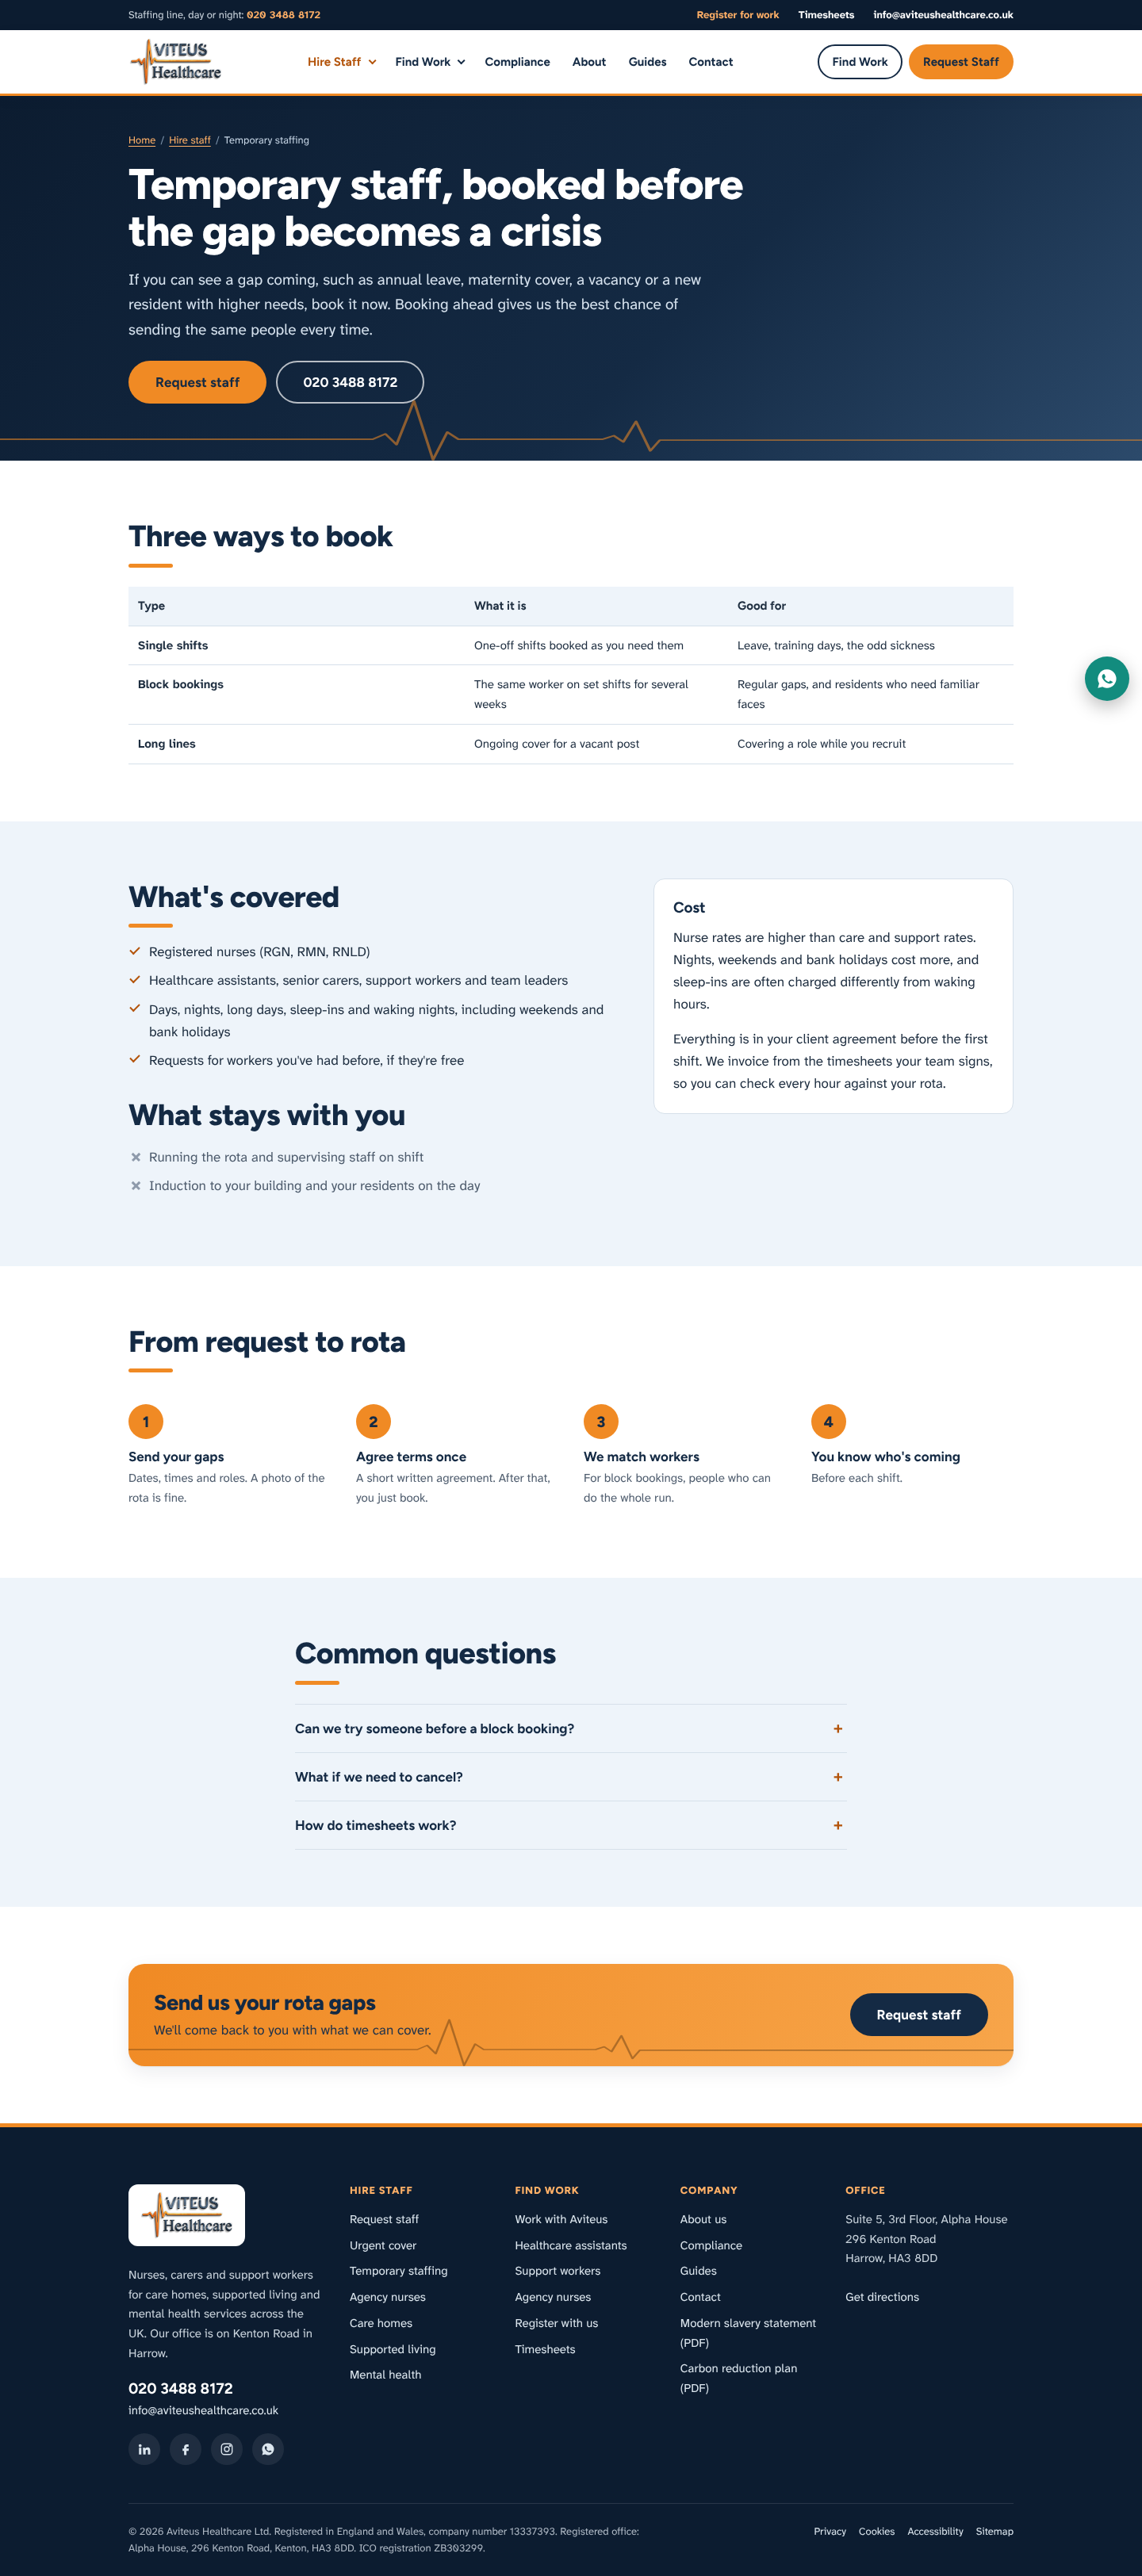 Staffing line, day or night: 020 3488 8172
Register for work Timesheets info@aviteushealthcare.co.uk
VITEUS
Healthcare
Hire Staff Find Work Compliance About Guides Contact
Find Work Request Staff
Home / Hire staff / Temporary staffing
Temporary staff, booked before
the gap becomes a crisis
If you can see a gap coming, such as annual leave, maternity cover, a vacancy or a new
resident with higher needs, book it now. Booking ahead gives us the best chance of
sending the same people every time.
Request staff 020 3488 8172
Three ways to book
Type What it is Good for
Single shifts One-off shifts booked as you need them Leave, training days, the odd sickness
Block bookings The same worker on set shifts for several
weeks
Regular gaps, and residents who need familiar
faces
Long lines Ongoing cover for a vacant post Covering a role while you recruit
What's covered
Registered nurses (RGN, RMN, RNLD)
Healthcare assistants, senior carers, support workers and team leaders
Days, nights, long days, sleep-ins and waking nights, including weekends and
bank holidays
Requests for workers you've had before, if they're free
What stays with you
Running the rota and supervising staff on shift
Induction to your building and your residents on the day
Cost
Nurse rates are higher than care and support rates.
Nights, weekends and bank holidays cost more, and
sleep-ins are often charged differently from waking
hours.
Everything is in your client agreement before the first
shift. We invoice from the timesheets your team signs,
so you can check every hour against your rota.
From request to rota
1
Send your gaps
Dates, times and roles. A photo of the
rota is fine.
2
Agree terms once
A short written agreement. After that,
you just book.
3
We match workers
For block bookings, people who can
do the whole run.
4
You know who's coming
Before each shift.
Common questions
Can we try someone before a block booking? +
What if we need to cancel? +
How do timesheets work? +
Send us your rota gaps
We'll come back to you with what we can cover.
Request staff
VITEUS
Healthcare
Nurses, carers and support workers
for care homes, supported living and
mental health services across the
UK. Our office is on Kenton Road in
Harrow.
020 3488 8172
info@aviteushealthcare.co.uk
HIRE STAFF
Request staff
Urgent cover
Temporary staffing
Agency nurses
Care homes
Supported living
Mental health
FIND WORK
Work with Aviteus
Healthcare assistants
Support workers
Agency nurses
Register with us
Timesheets
COMPANY
About us
Compliance
Guides
Contact
Modern slavery statement
(PDF)
Carbon reduction plan
(PDF)
OFFICE
Suite 5, 3rd Floor, Alpha House
296 Kenton Road
Harrow, HA3 8DD
Get directions
© 2026 Aviteus Healthcare Ltd. Registered in England and Wales, company number 13337393. Registered office:
Alpha House, 296 Kenton Road, Kenton, HA3 8DD. ICO registration ZB303299.
Privacy Cookies Accessibility Sitemap